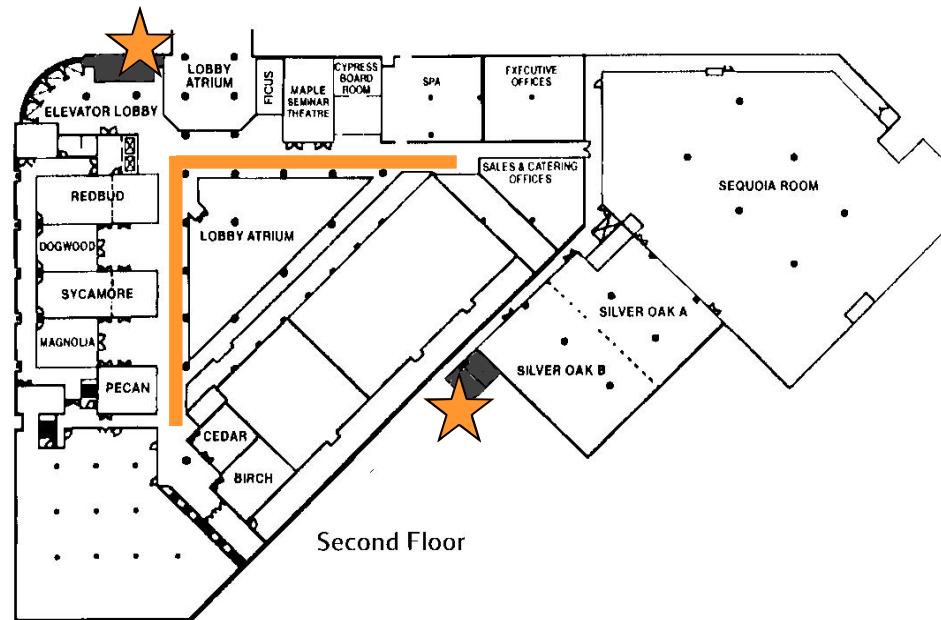 LOBBY
ATRIUM
ELEVATOR LOBBY
FICUS
MAPLE
SEMINAR
THEATRE
CYPRESS
BOARD
ROOM
SPA
EXECUTIVE
OFFICES
SALES & CATERING
OFFICES
SEQUOIA ROOM
REDBUD
DOGWOOD
LOBBY ATRIUM
SYCAMORE
MAGNOLIA
PECAN
SILVER OAK A
SILVER OAK B
CEDAR
BIRCH
Second Floor